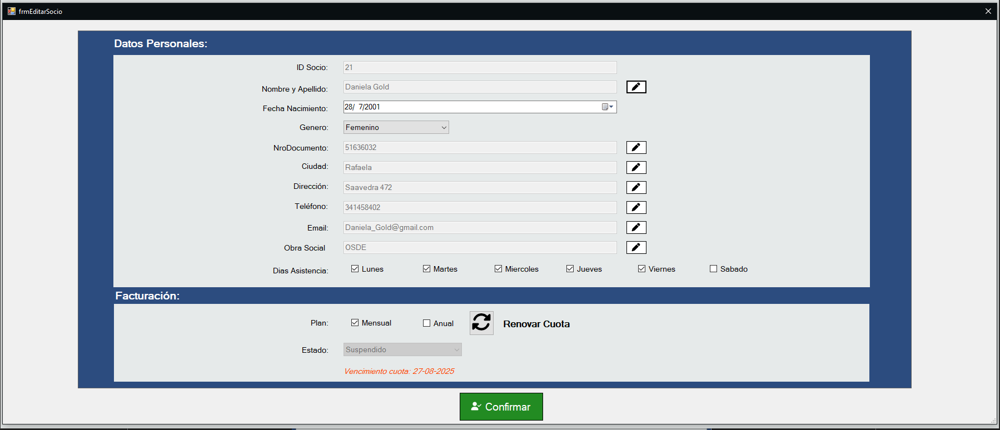 frmEditarSocio
Datos Personales:
ID Socio: 21
Nombre y Apellido: Daniela Gold
Fecha Nacimiento: 28/ 7/2001
Genero: Femenino
NroDocumento: 51636032
Ciudad: Rafaela
Dirección: Saavedra 472
Teléfono: 341458402
Email: Daniela_Gold@gmail.com
Obra Social OSDE
Dias Asistencia: Lunes Martes Miercoles Jueves Viernes Sabado
Facturación:
Plan: Mensual Anual Renovar Cuota
Estado: Suspendido
Vencimiento cuota: 27-08-2025
Confirmar